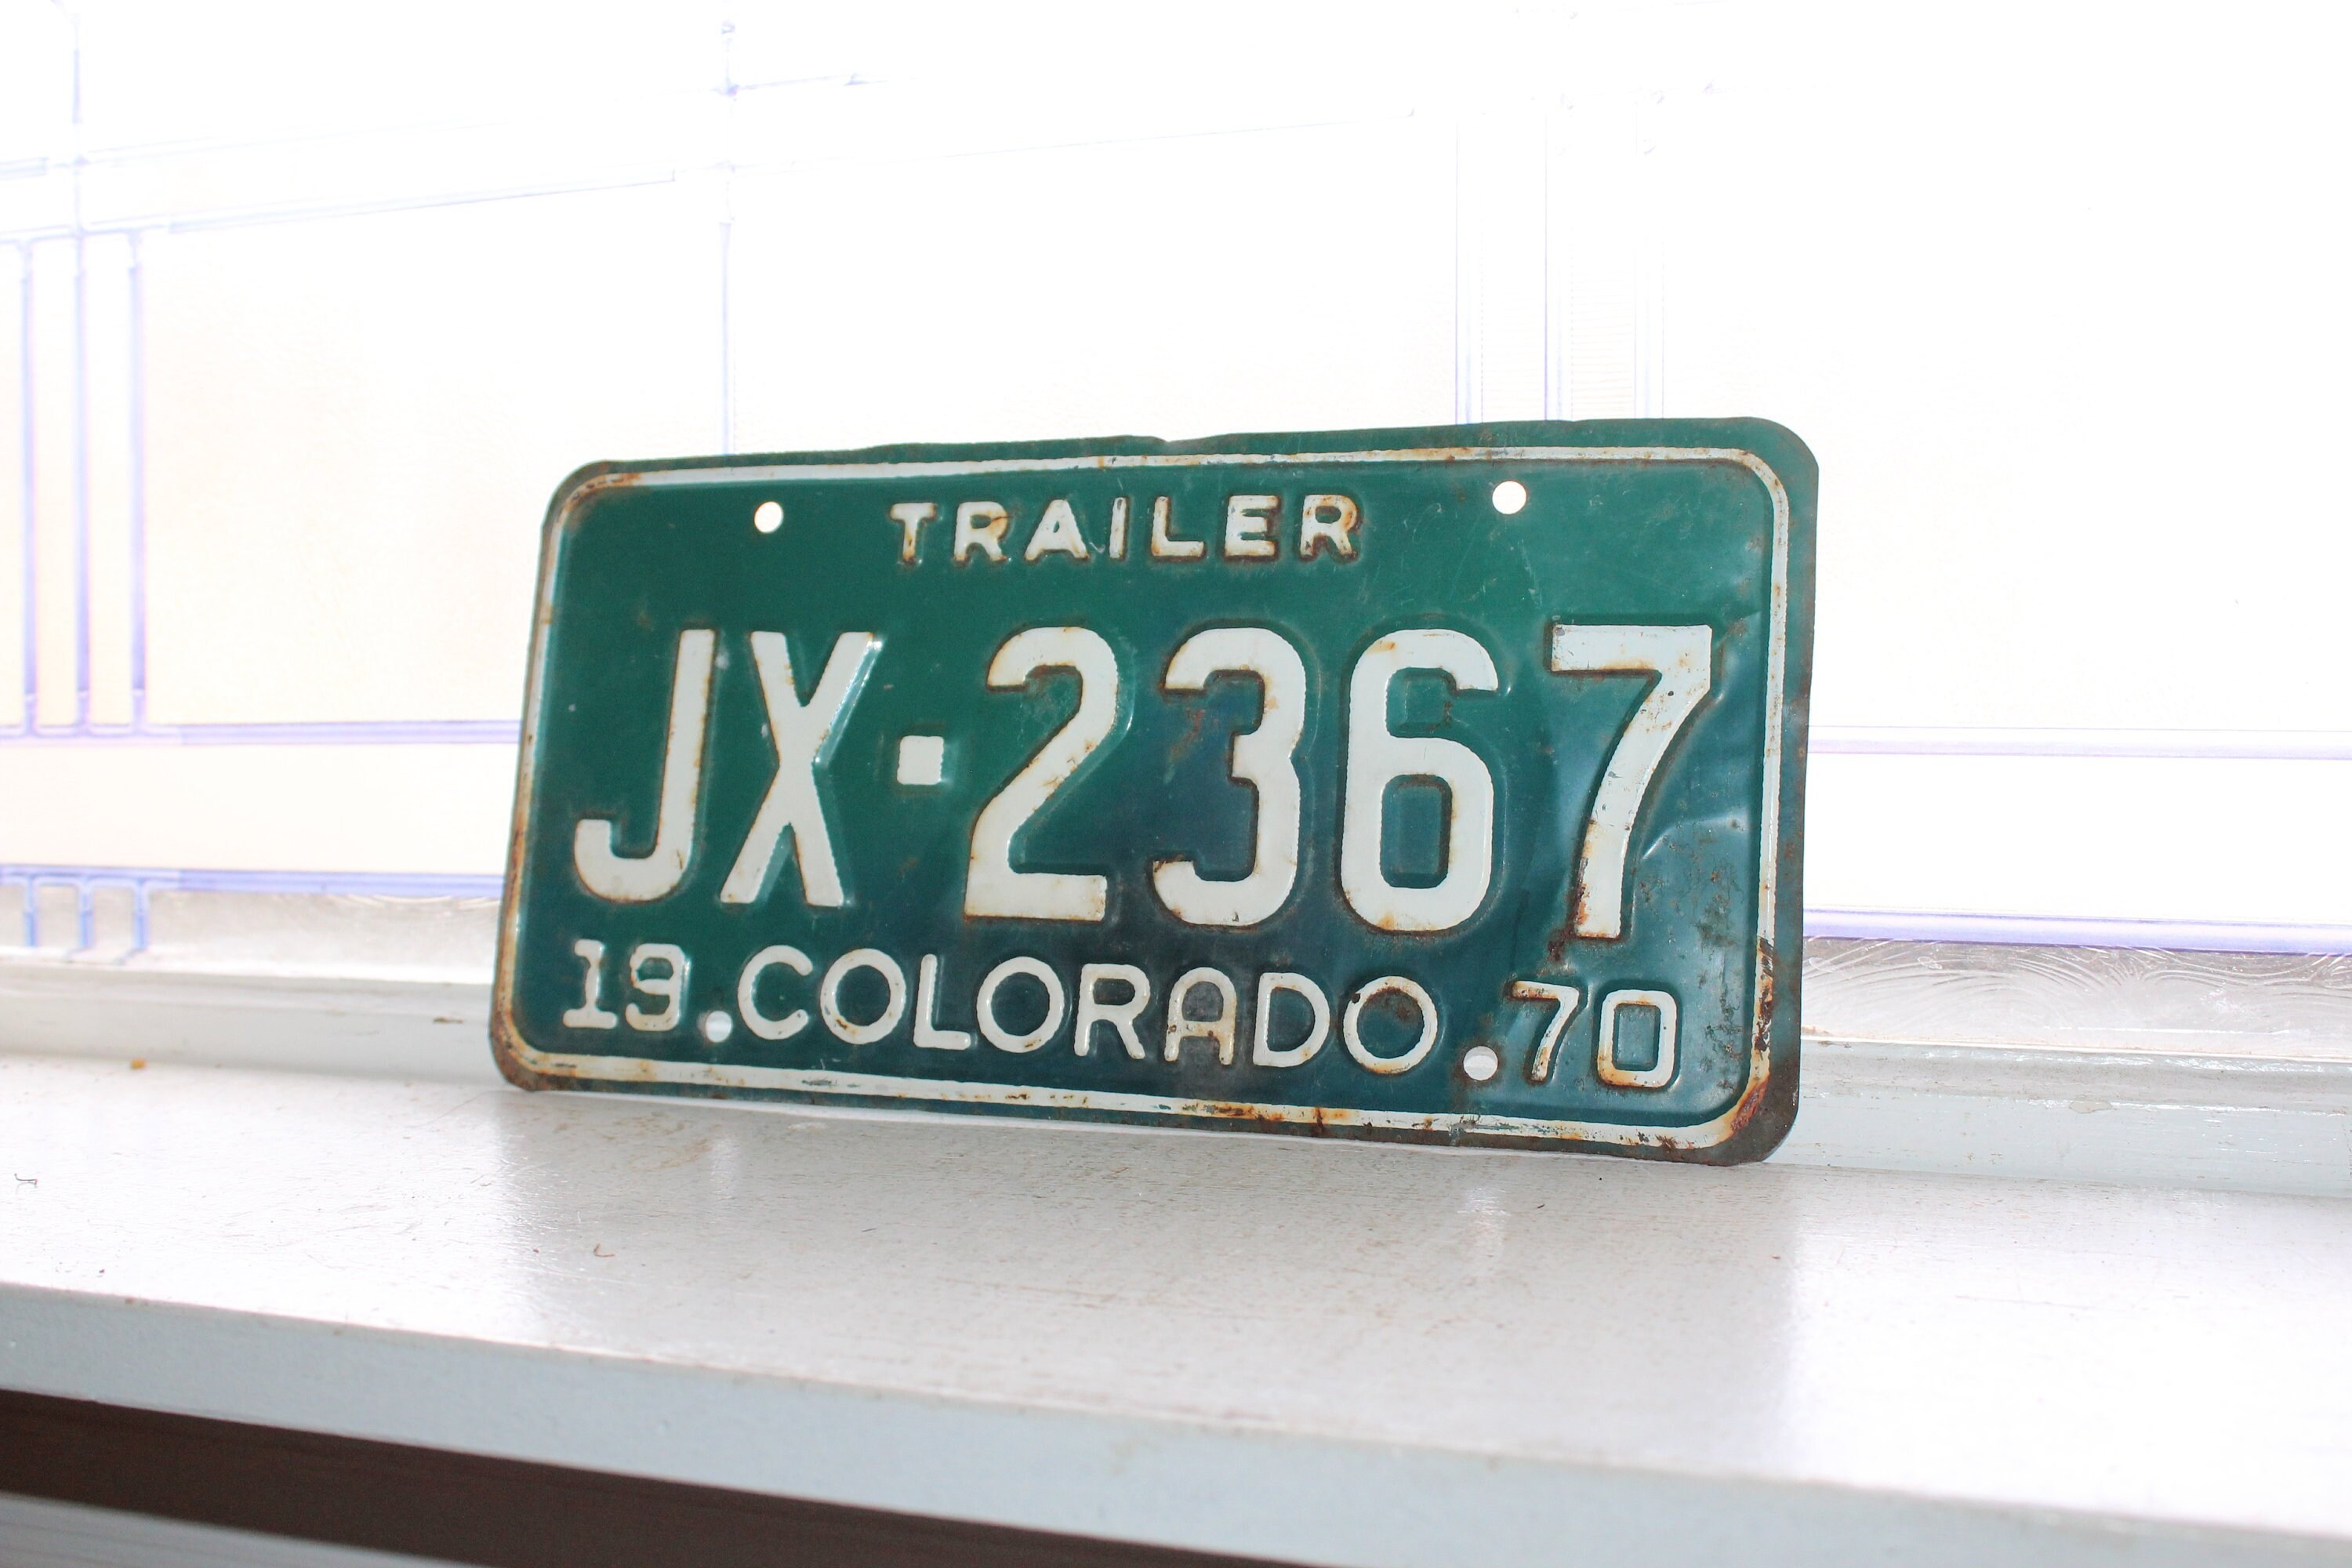 TRAILER
JX·2367
19 COLORADO 70